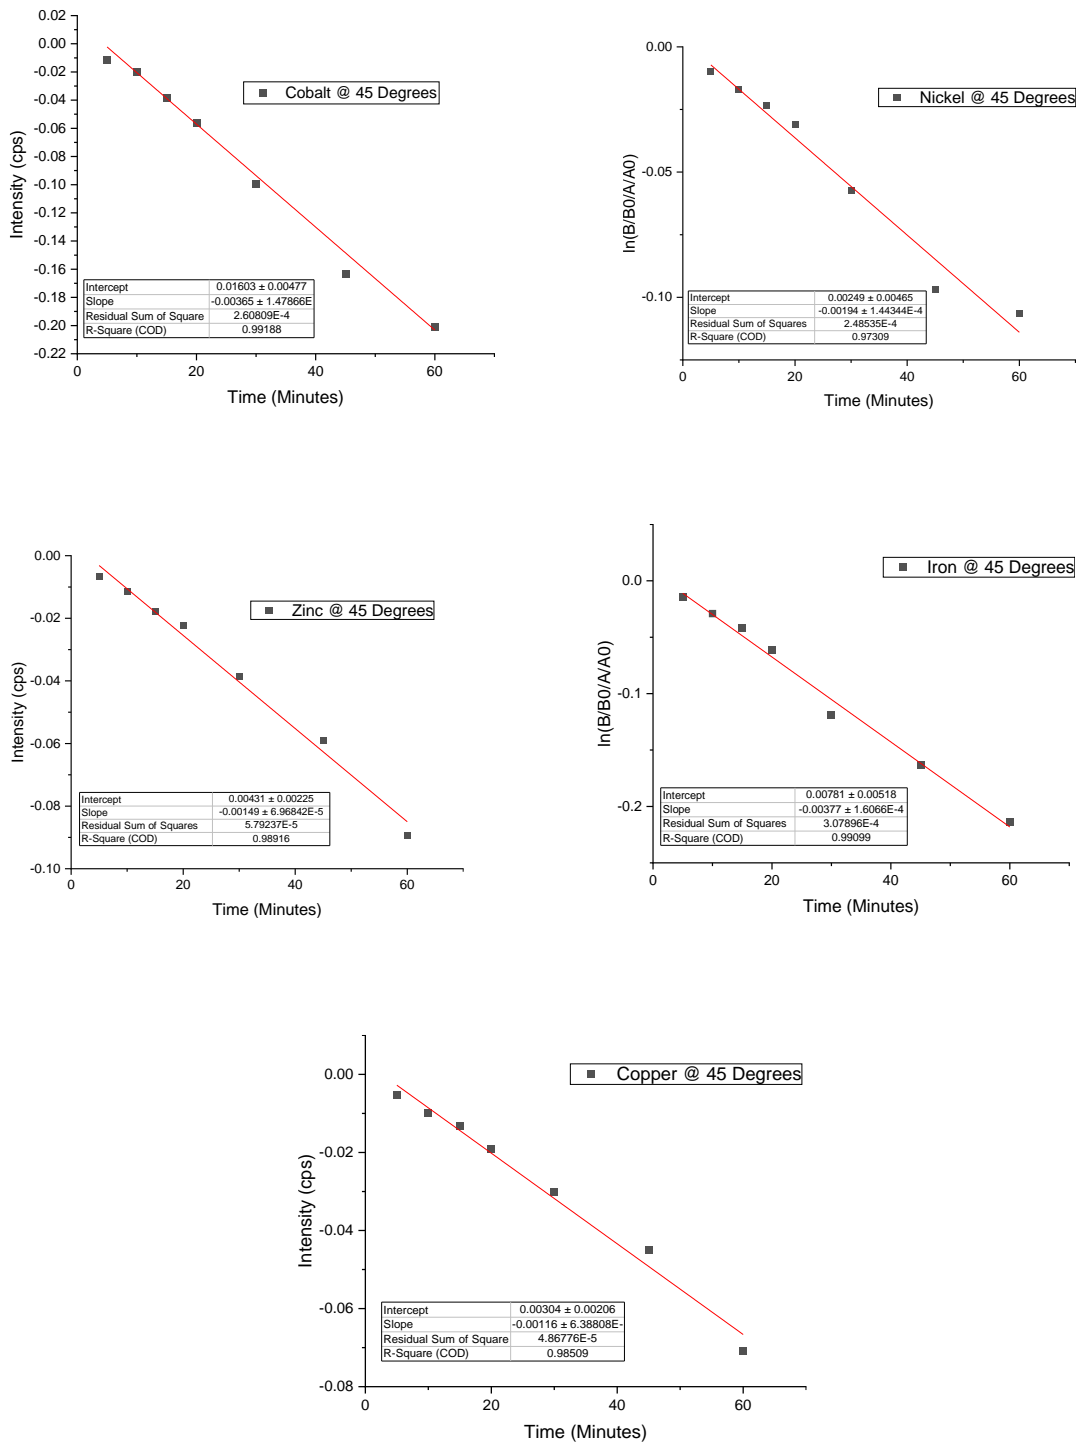 0.02
0.00
-0.02
-0.04
-0.06
-0.08
-0.10
-0.12
-0.14
-0.16
-0.18
-0.20
-0.22
Intensity (cps)
Cobalt @ 45 Degrees
Intercept 0.01603 ± 0.00477
Slope -0.00365 ± 1.47866E
Residual Sum of Square 2.60809E-4
R-Square (COD) 0.99188
0 20 40 60
Time (Minutes)
0.00
-0.05
-0.10
ln(B/B0/A/A0)
Nickel @ 45 Degrees
Intercept 0.00249 ± 0.00465
Slope -0.00194 ± 1.44344E-4
Residual Sum of Squares 2.48535E-4
R-Square (COD) 0.97309
0 20 40 60
Time (Minutes)
0.00
-0.02
-0.04
-0.06
-0.08
-0.10
Intensity (cps)
Zinc @ 45 Degrees
Intercept 0.00431 ± 0.00225
Slope -0.00149 ± 6.96842E-5
Residual Sum of Squares 5.79237E-5
R-Square (COD) 0.98916
0 20 40 60
Time (Minutes)
0.0
-0.1
-0.2
ln(B/B0/A/A0)
Iron @ 45 Degrees
Intercept 0.00781 ± 0.00518
Slope -0.00377 ± 1.6066E-4
Residual Sum of Squares 3.07896E-4
R-Square (COD) 0.99099
0 20 40 60
Time (Minutes)
0.00
-0.02
-0.04
-0.06
-0.08
Intensity (cps)
Copper @ 45 Degrees
Intercept 0.00304 ± 0.00206
Slope -0.00116 ± 6.38808E-
Residual Sum of Square 4.86776E-5
R-Square (COD) 0.98509
0 20 40 60
Time (Minutes)